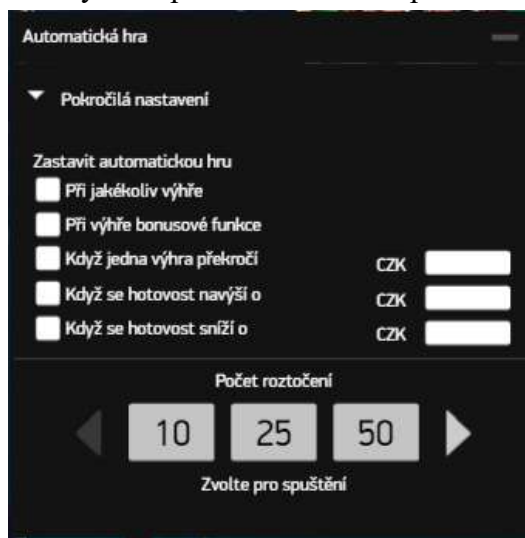 Automatická hra
Pokročilá nastavení
Zastavit automatickou hru
Při jakékoliv výhře
Při výhře bonusové funkce
Když jedna výhra překročí CZK
Když se hotovost navýší o CZK
Když se hotovost sníží o CZK
Počet roztočení
10 25 50
Zvolte pro spuštění